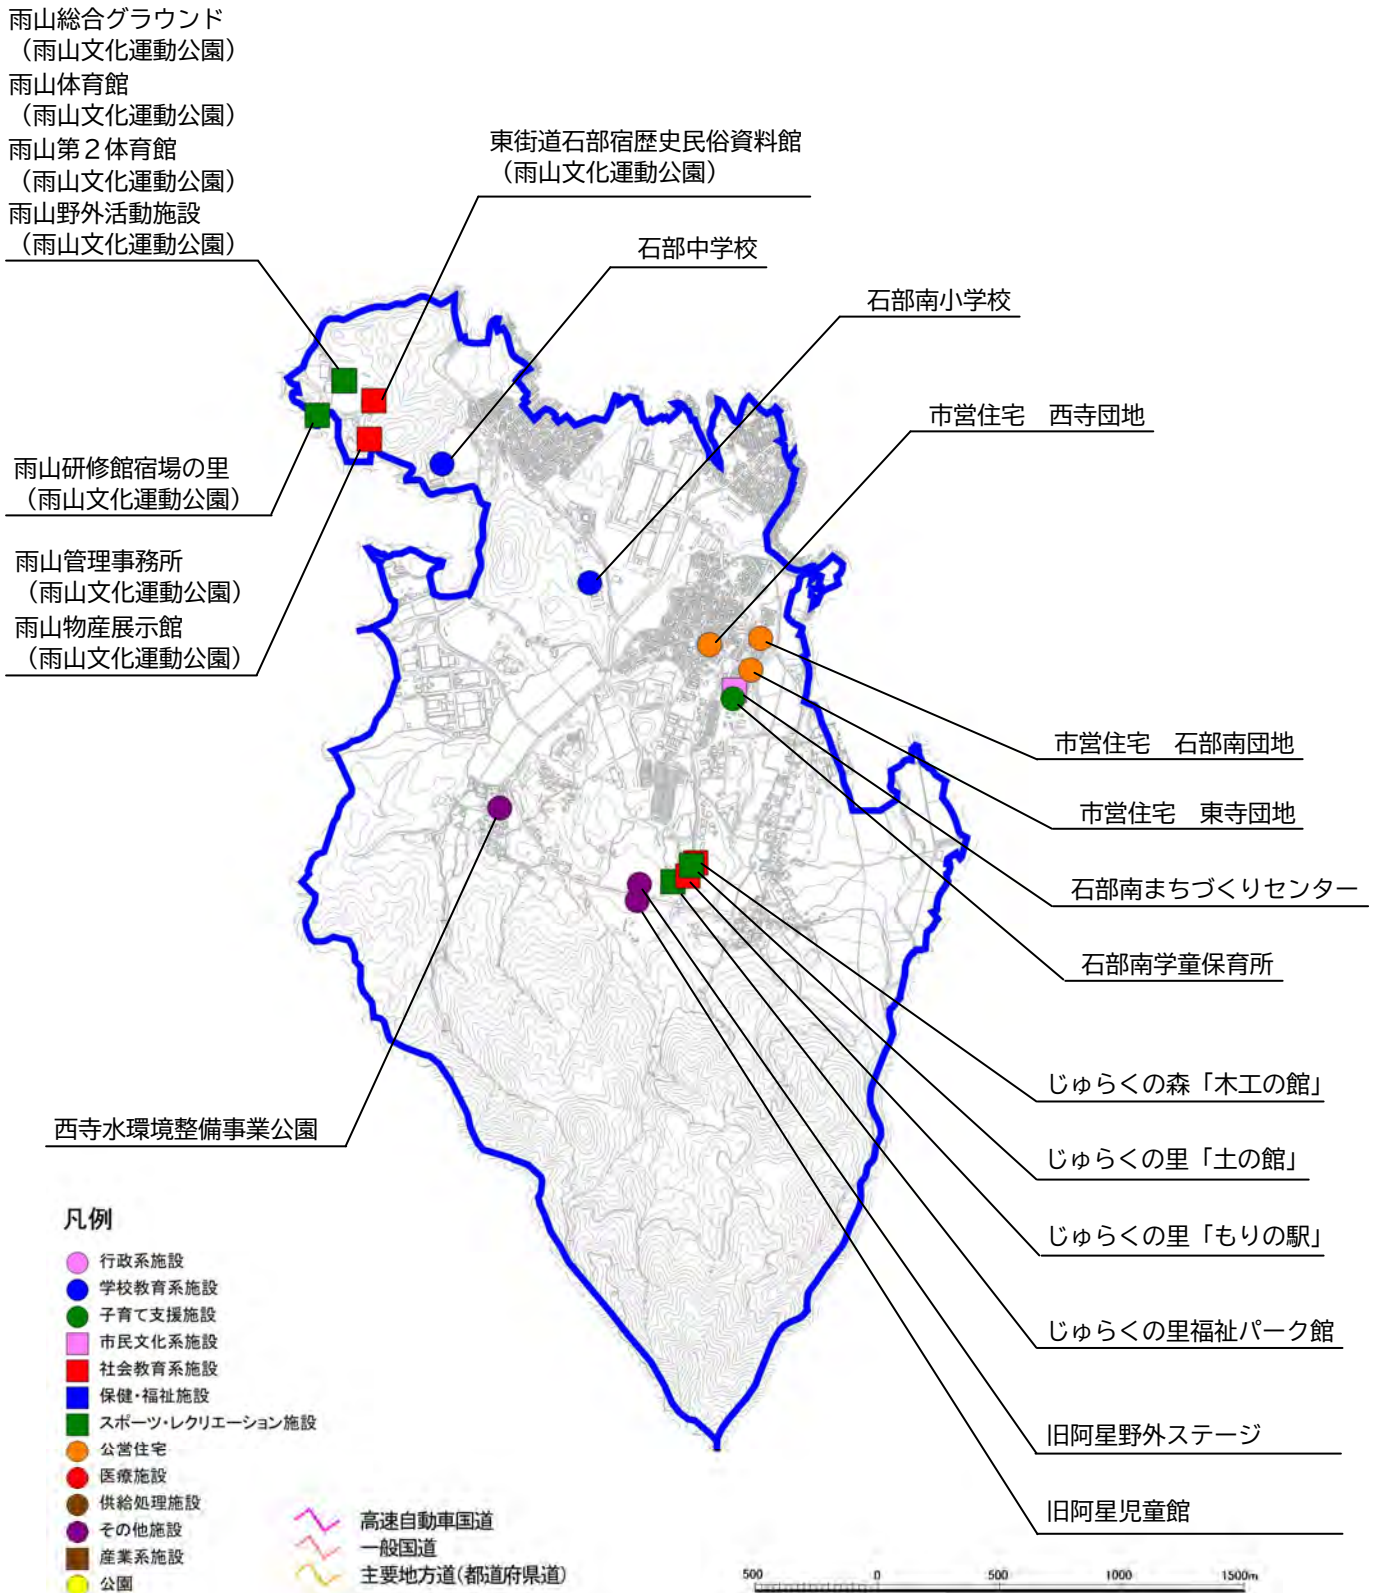 雨山総合グラウンド
（雨山文化運動公園）
雨山体育館
（雨山文化運動公園）
雨山第２体育館
（雨山文化運動公園）
雨山野外活動施設
（雨山文化運動公園）
東街道石部宿歴史民俗資料館
（雨山文化運動公園）
石部中学校
石部南小学校
市営住宅　西寺団地
雨山研修館宿場の里
（雨山文化運動公園）
雨山管理事務所
（雨山文化運動公園）
雨山物産展示館
（雨山文化運動公園）
市営住宅　石部南団地
市営住宅　東寺団地
石部南まちづくりセンター
石部南学童保育所
じゅらくの森「木工の館」
西寺水環境整備事業公園
じゅらくの里「土の館」
じゅらくの里「もりの駅」
じゅらくの里福祉パーク館
旧阿星野外ステージ
旧阿星児童館
凡例
行政系施設
学校教育系施設
子育て支援施設
市民文化系施設
社会教育系施設
保健・福祉施設
スポーツ・レクリエーション施設
公営住宅
医療施設
供給処理施設
その他施設
産業系施設
公園
高速自動車国道
一般国道
主要地方道(都道府県道)
500 0 500 1000 1500m